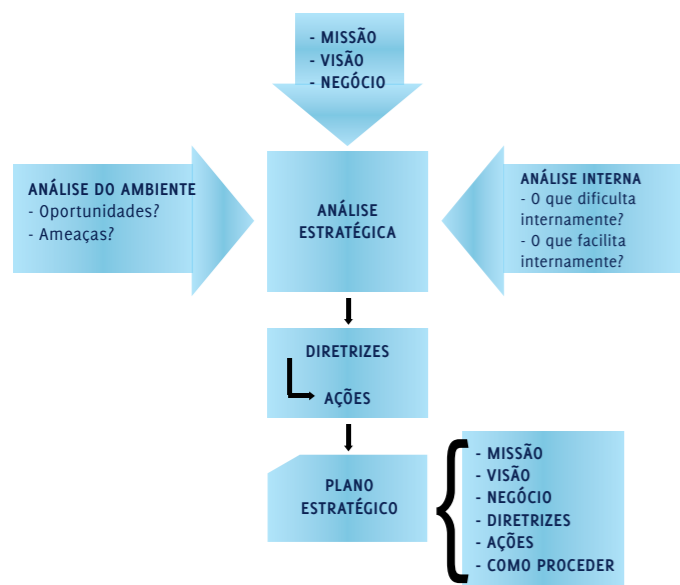 - MISSÃO
- VISÃO
- NEGÓCIO
ANÁLISE DO AMBIENTE
- Oportunidades?
- Ameaças?
ANÁLISE
ESTRATÉGICA
ANÁLISE INTERNA
- O que dificulta
internamente?
- O que facilita
internamente?
DIRETRIZES
AÇÕES
PLANO
ESTRATÉGICO
- MISSÃO
- VISÃO
- NEGÓCIO
- DIRETRIZES
- AÇÕES
- COMO PROCEDER